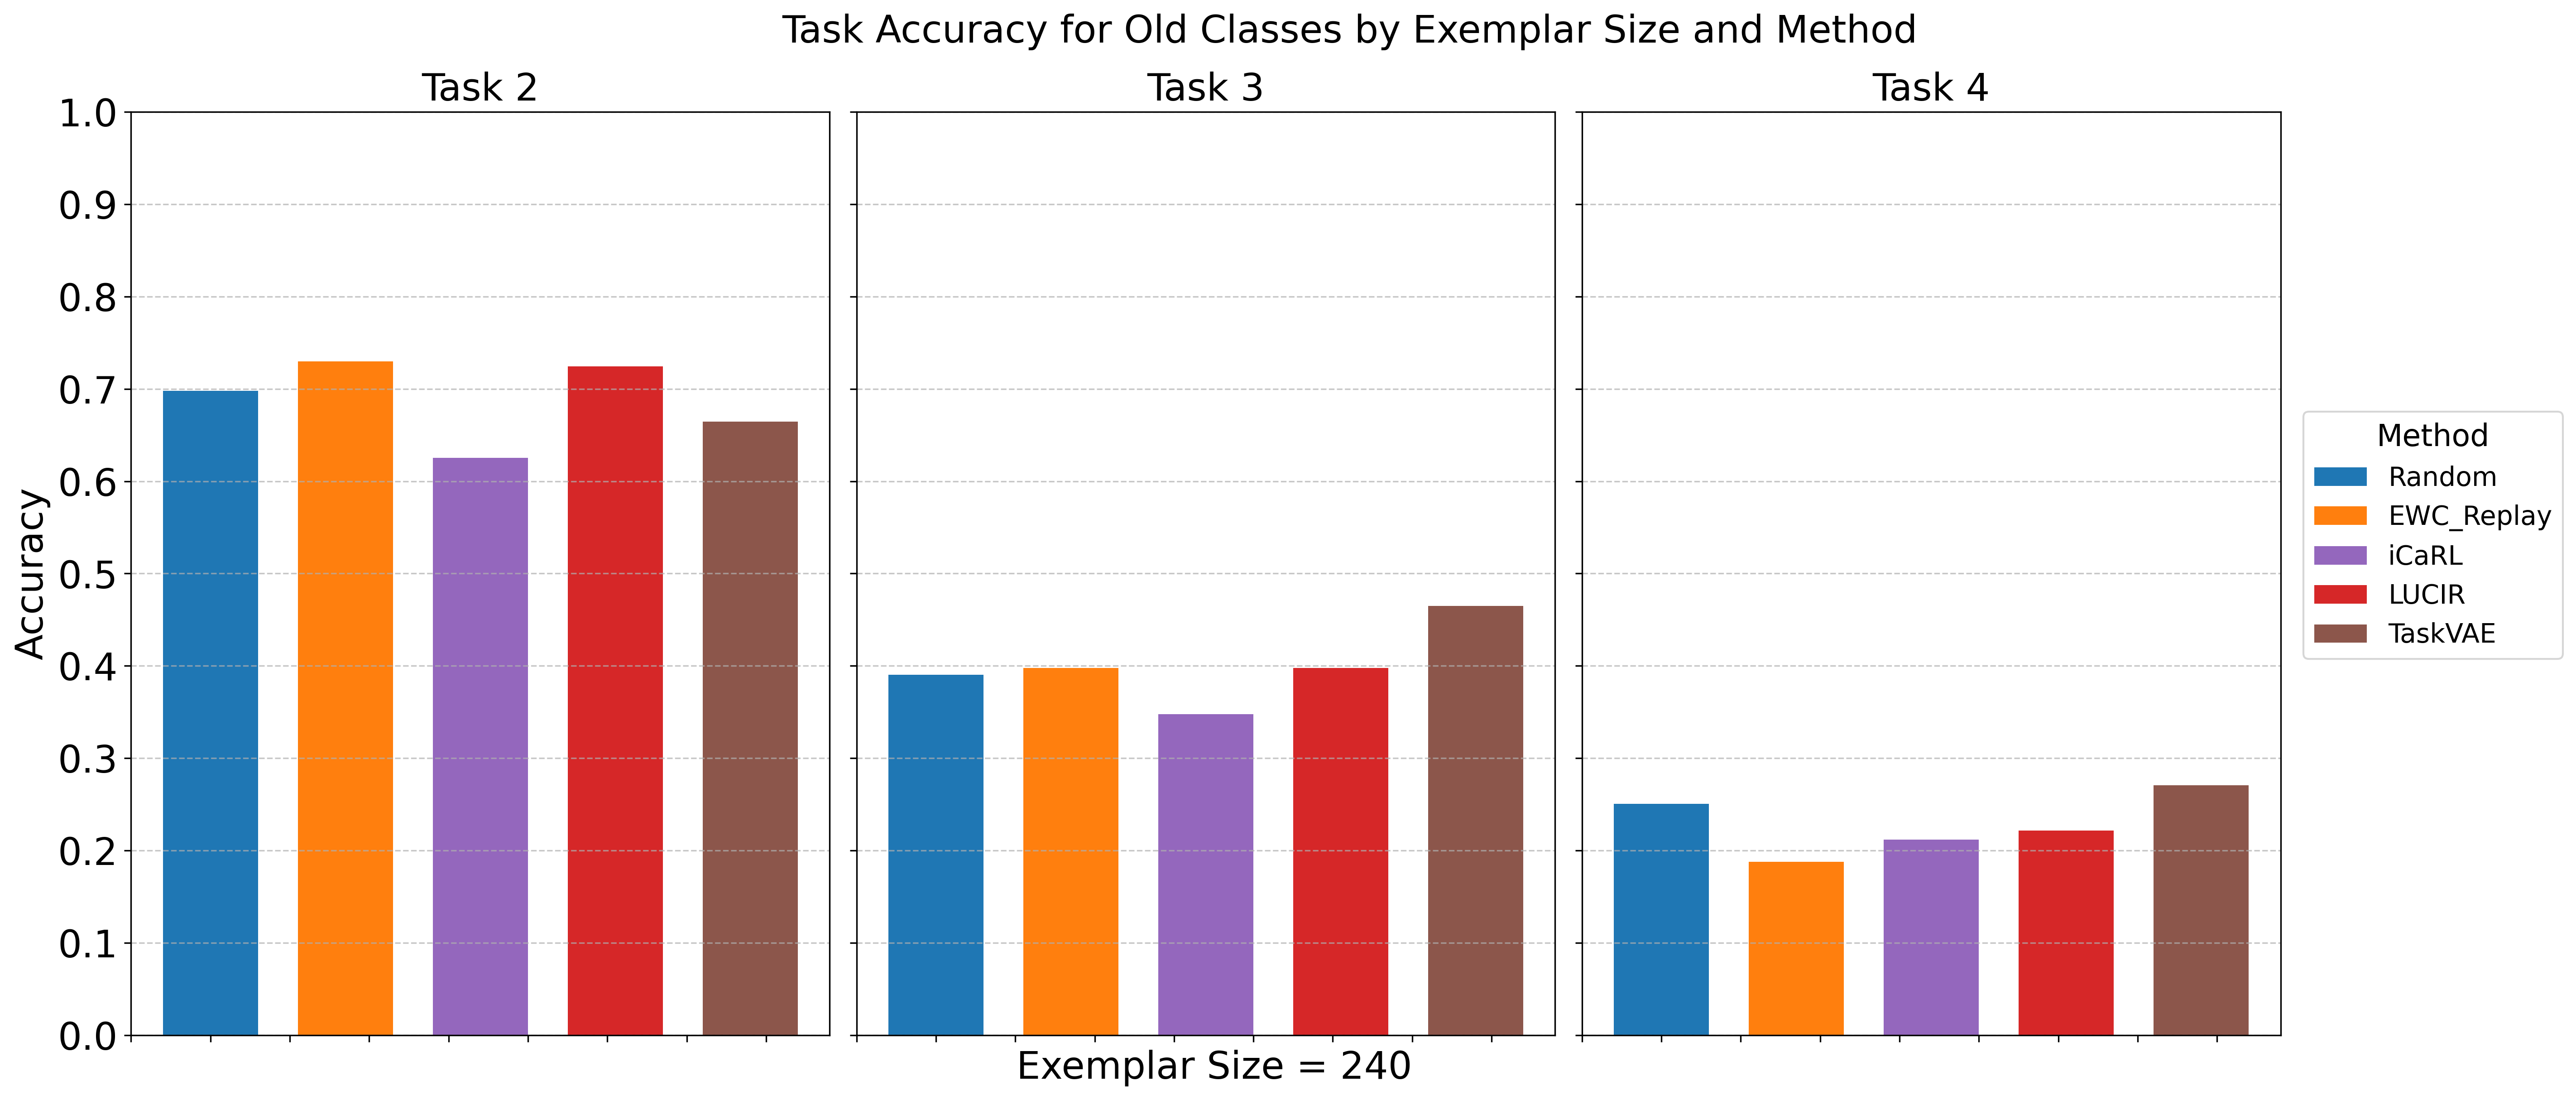 Task Accuracy for Old Classes by Exemplar Size and Method
Task 2
Task 3
Task 4
Accuracy
1.0
0.9
0.8
0.7
0.6
0.5
0.4
0.3
0.2
0.1
0.0
Exemplar Size = 240
Method
Random
EWC_Replay
iCaRL
LUCIR
TaskVAE